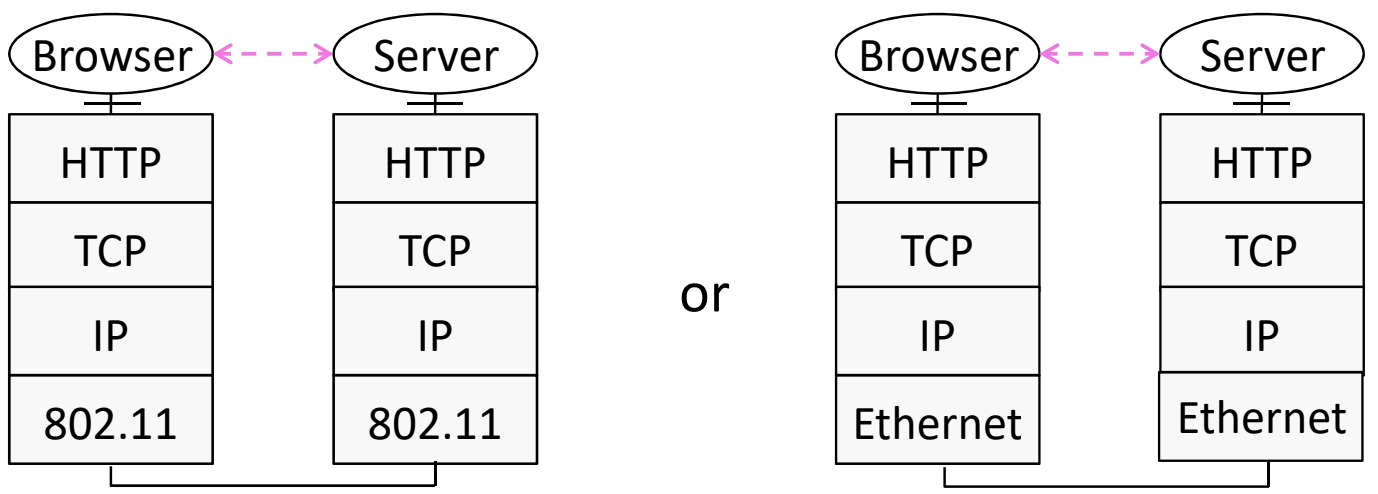 Browser Server Browser Server
HTTP HTTP HTTP HTTP
TCP TCP TCP TCP
or
IP IP IP IP
802.11 802.11 Ethernet Ethernet